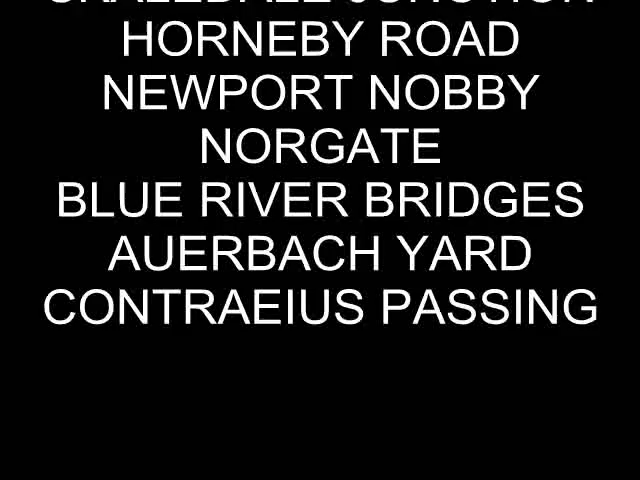 HORNEBY ROAD
NEWPORT NOBBY
NORGATE
BLUE RIVER BRIDGES
AUERBACH YARD
CONTRAEIUS PASSING